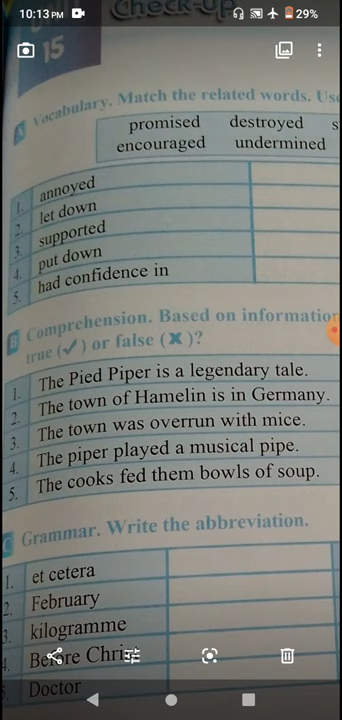 10:13 PM
29%
Check-up
15
A Vocabulary. Match the related words. Use
promised destroyed s
encouraged undermined
1. annoyed
2. let down
3. supported
4. put down
5. had confidence in
B Comprehension. Based on information
true (✓) or false (✗)?
1. The Pied Piper is a legendary tale.
2. The town of Hamelin is in Germany.
3. The town was overrun with mice.
4. The piper played a musical pipe.
5. The cooks fed them bowls of soup.
C Grammar. Write the abbreviation.
1. et cetera
2. February
3. kilogramme
4. Before Christ
5. Doctor